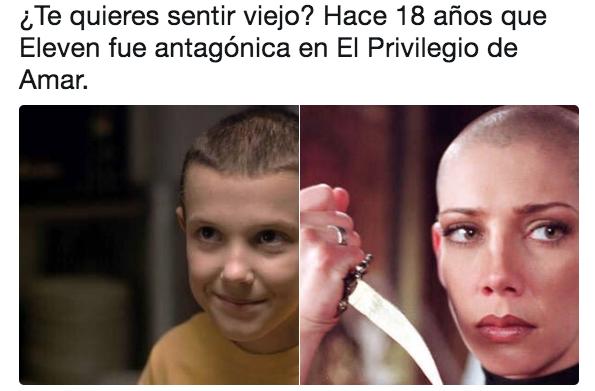 ¿Te quieres sentir viejo? Hace 18 años que
Eleven fue antagónica en El Privilegio de
Amar.